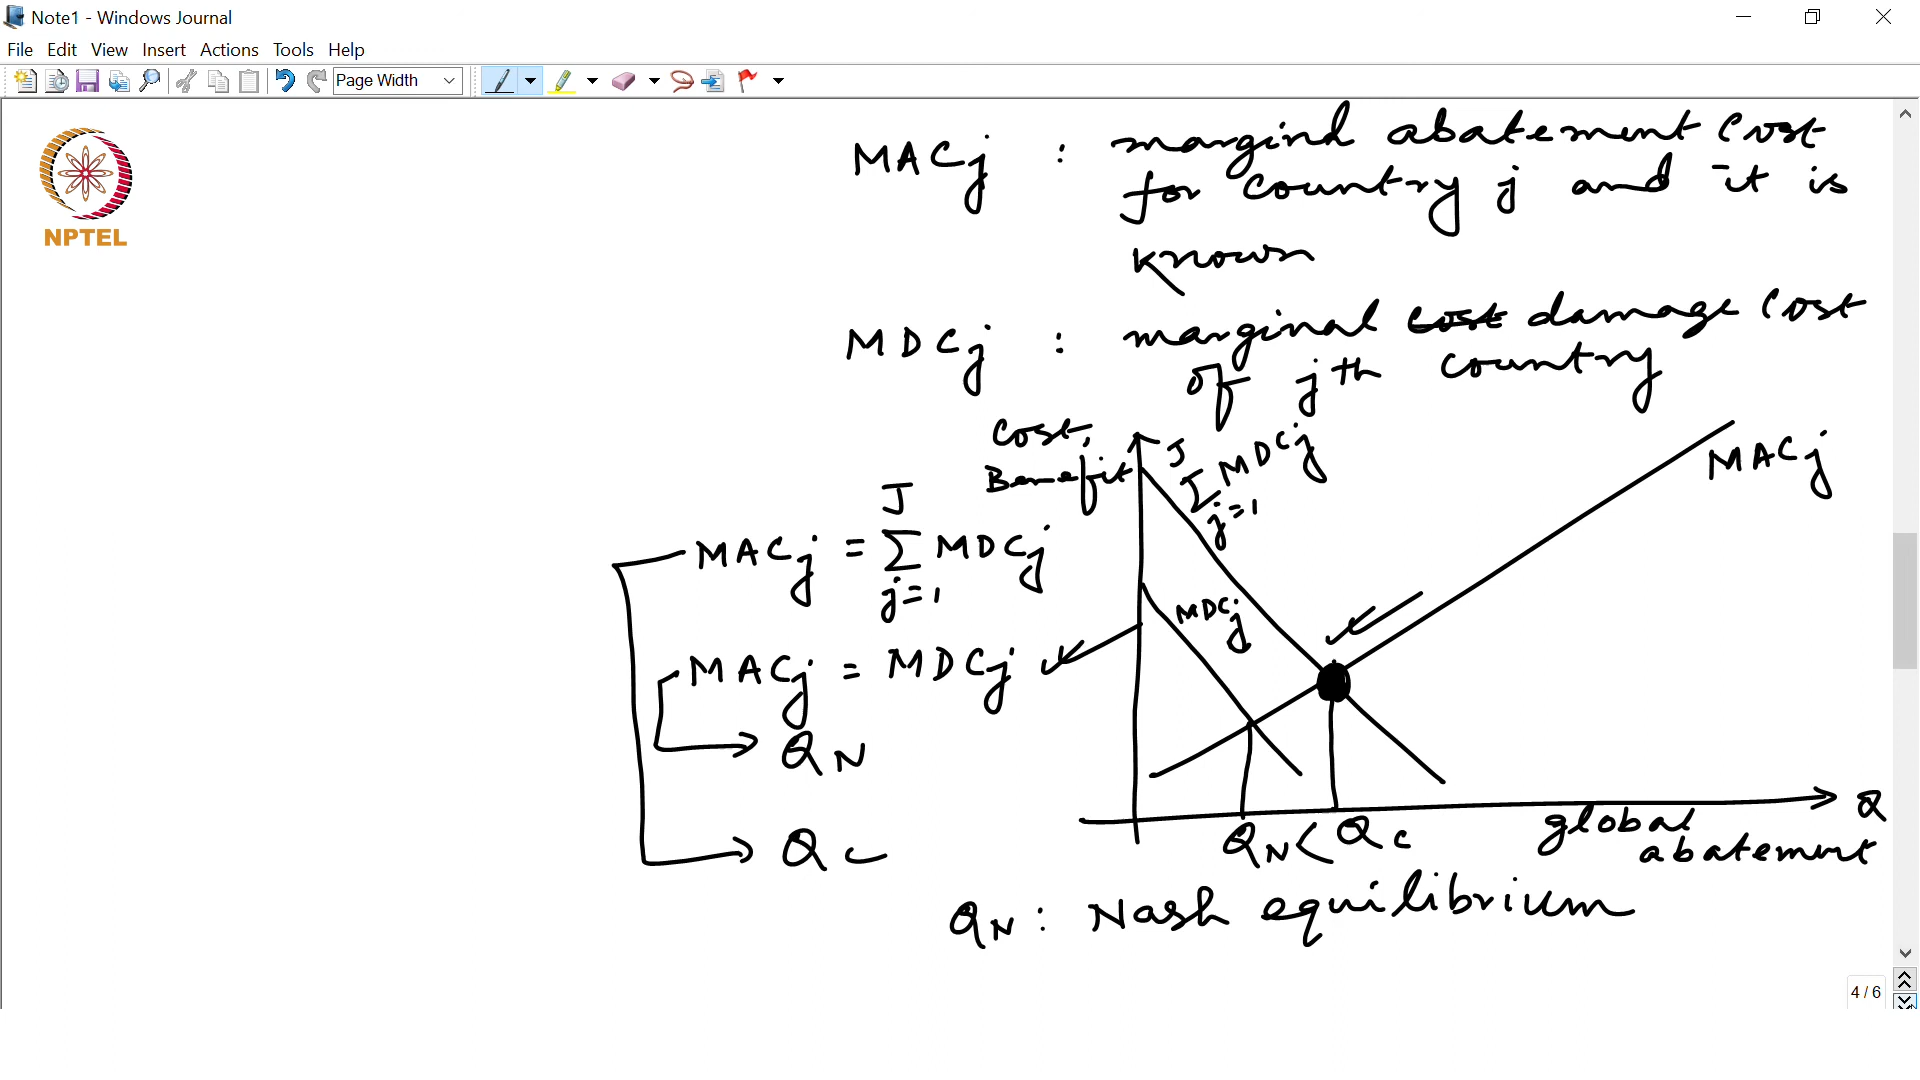 Note1 - Windows Journal
File Edit View Insert Actions Tools Help
Page Width
NPTEL
MACj : marginal abatement cost
for country j and it is
known
MDCj : marginal cost damage cost
of jth country
Cost,
Benefit
J
∑ MDCj
j=1
MACj
J
MACj = ∑ MDCj
j=1
MDCj
MACj = MDCj
QN
QC
QN < QC
Q
global
abatement
QN : Nash equilibrium
4 / 6